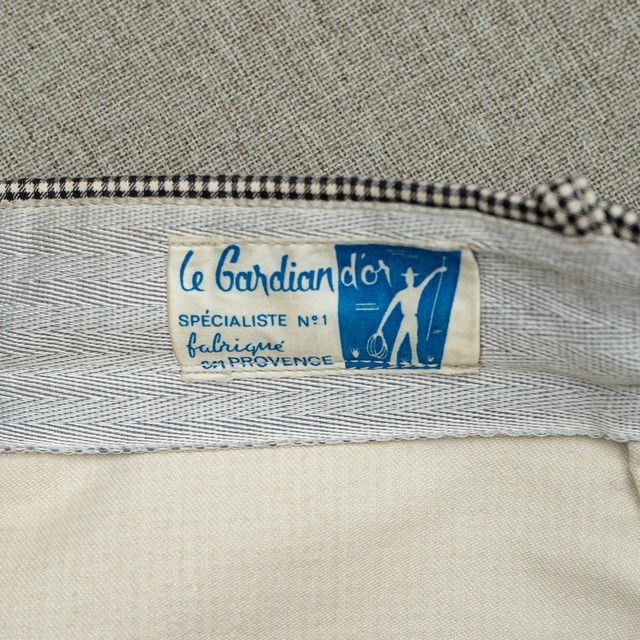 Le Gardian d'or
SPÉCIALISTE Nº1
fabriqué
en PROVENCE